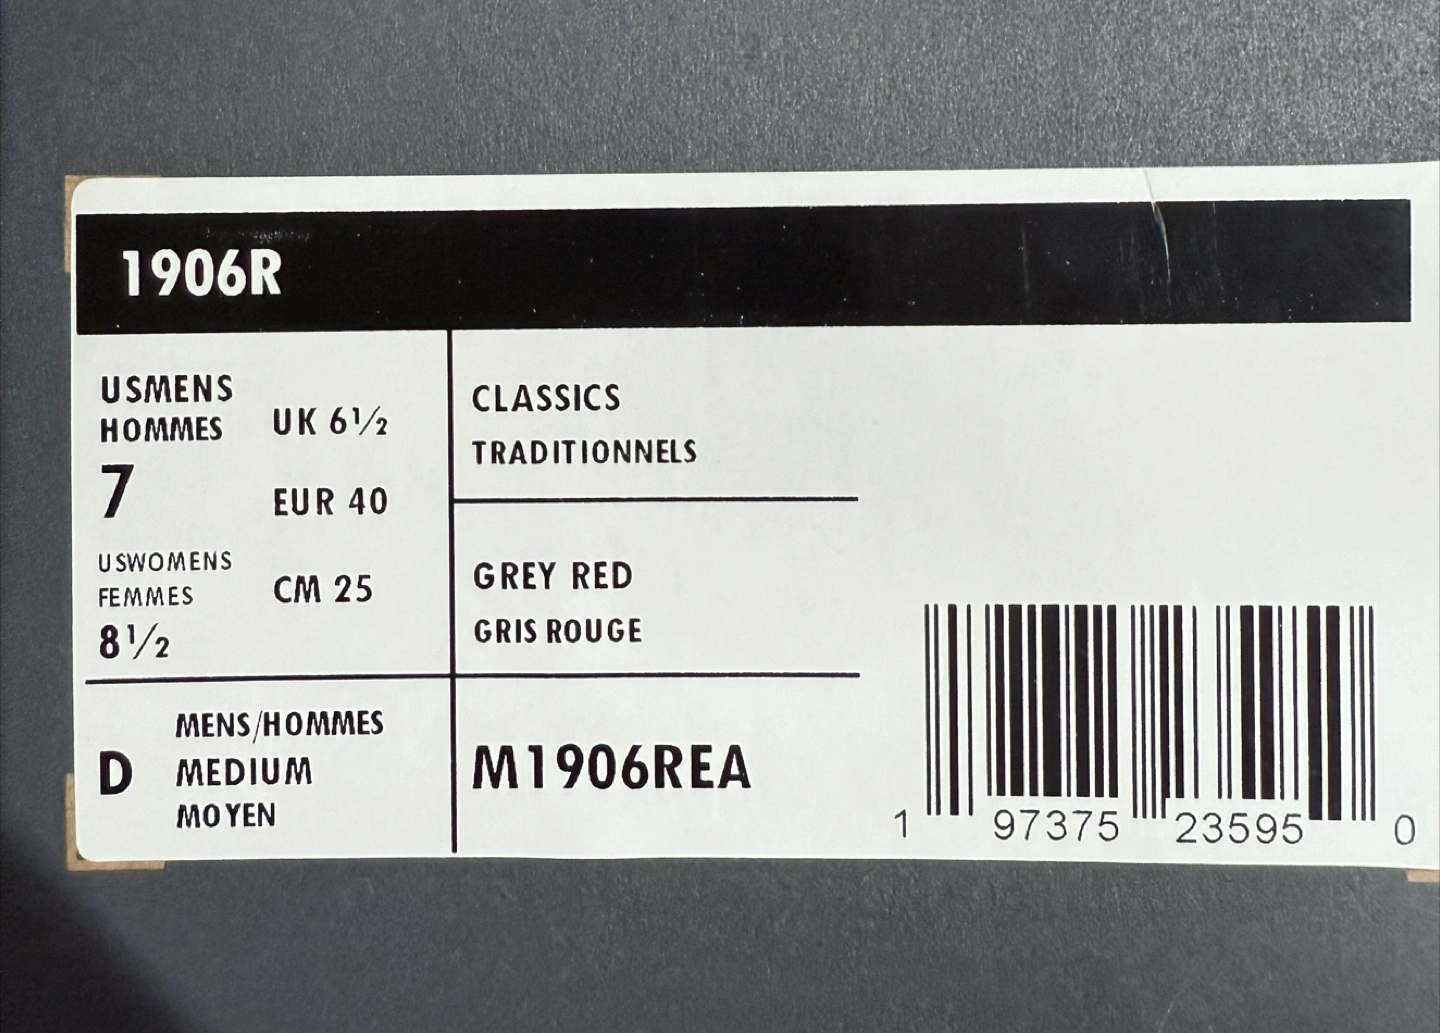 1906R
USMENS
HOMMES
7
UK 6½
EUR 40
USWOMENS
FEMMES
8½
CM 25
CLASSICS
TRADITIONNELS
GREY RED
GRIS ROUGE
D
MENS/HOMMES
MEDIUM
MOYEN
M1906REA
1 97375 23595 0